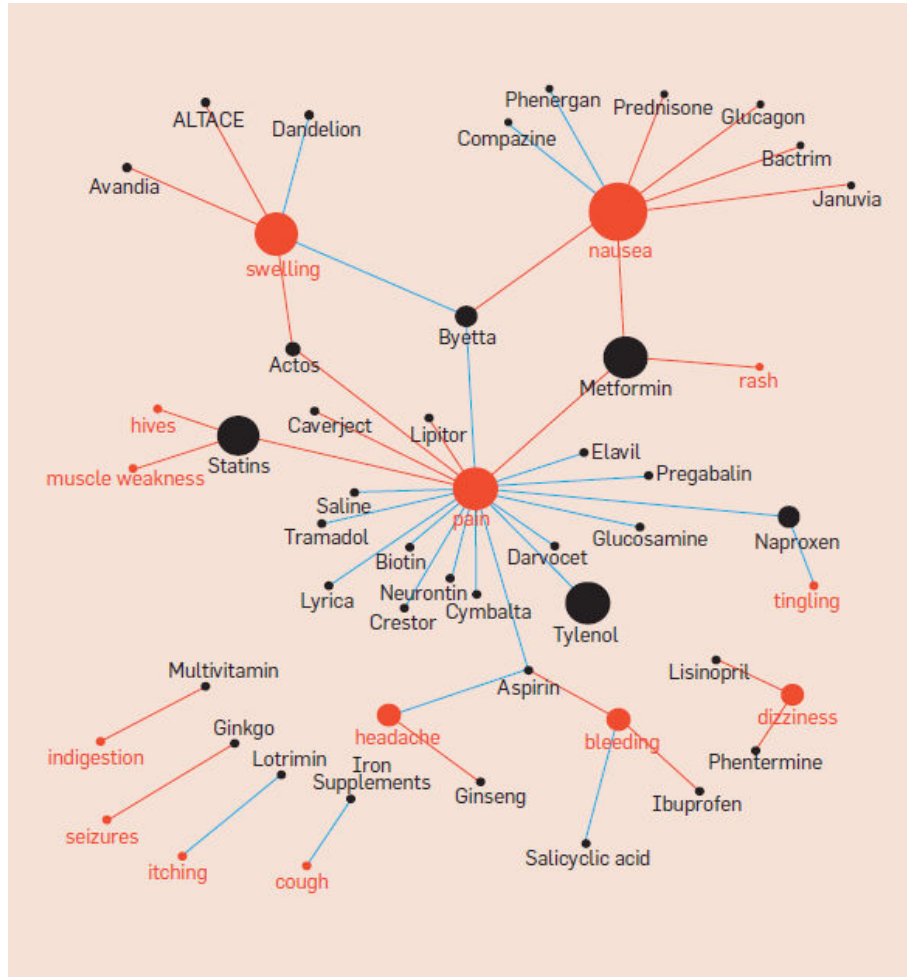 Phenergan
Prednisone
ALTACE
Dandelion
Glucagon
Compazine
Bactrim
Avandia
Januvia
nausea
swelling
Byetta
Actos
Metformin
rash
hives
Caverject
Lipitor
Elavil
Statins
muscle weakness
Pregabalin
Saline
pain
Tramadol
Glucosamine
Naproxen
Biotin
Darvocet
Lyrica
Neurontin
tingling
Crestor
Cymbalta
Tylenol
Multivitamin
Lisinopril
Aspirin
dizziness
Ginkgo
headache
bleeding
indigestion
Lotrimin
Iron
Supplements
Phentermine
Ginseng
Ibuprofen
seizures
Salicyclic acid
itching
cough